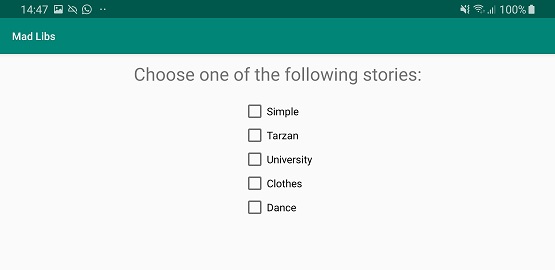 14:47 100%
Mad Libs
Choose one of the following stories:
Simple
Tarzan
University
Clothes
Dance